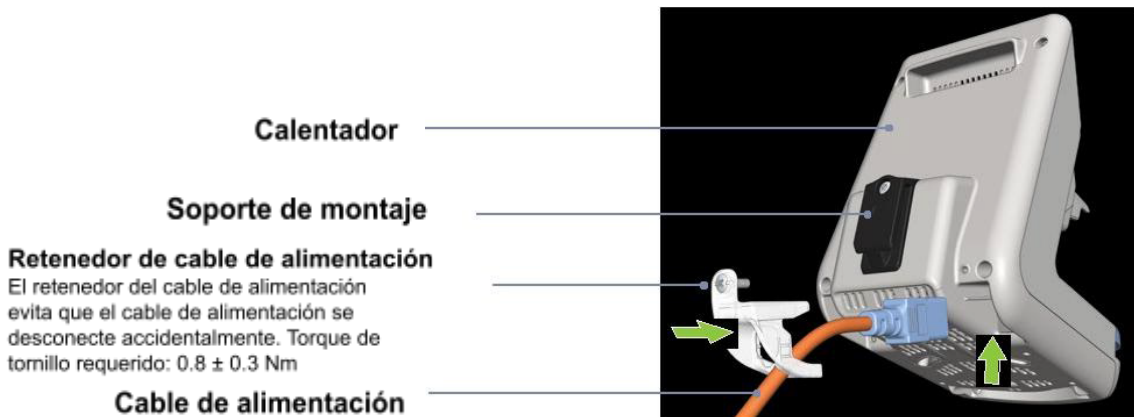 Calentador
Soporte de montaje
Retenedor de cable de alimentación
El retenedor del cable de alimentación
evita que el cable de alimentación se
desconecte accidentalmente. Torque de
tornillo requerido: 0.8 ± 0.3 Nm
Cable de alimentación